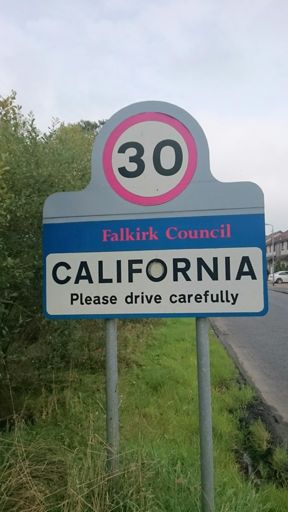 30
Falkirk Council
CALIFORNIA
Please drive carefully